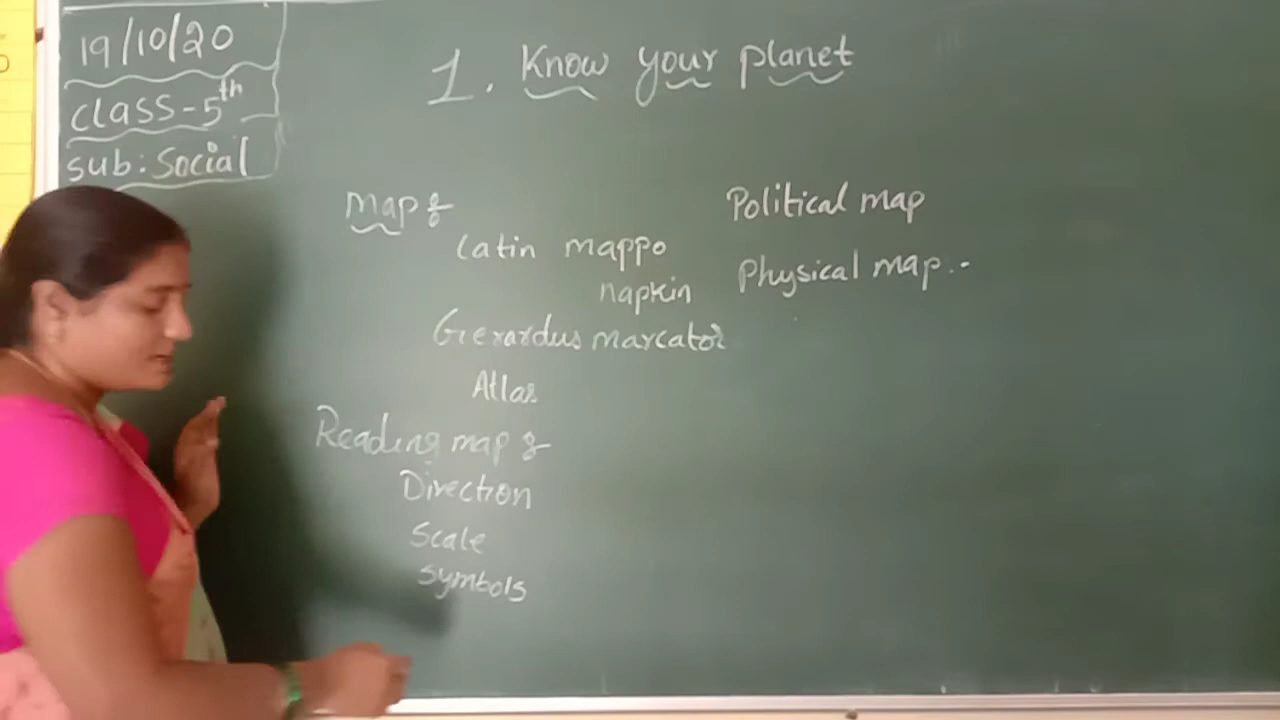 19/10/20
class-5th
sub: Social
1. Know your planet
map:-
Latin mappo
napkin
Gerardus marcator
Atlas
Reading map:-
Direction
Scale
symbols
Political map
Physical map.-